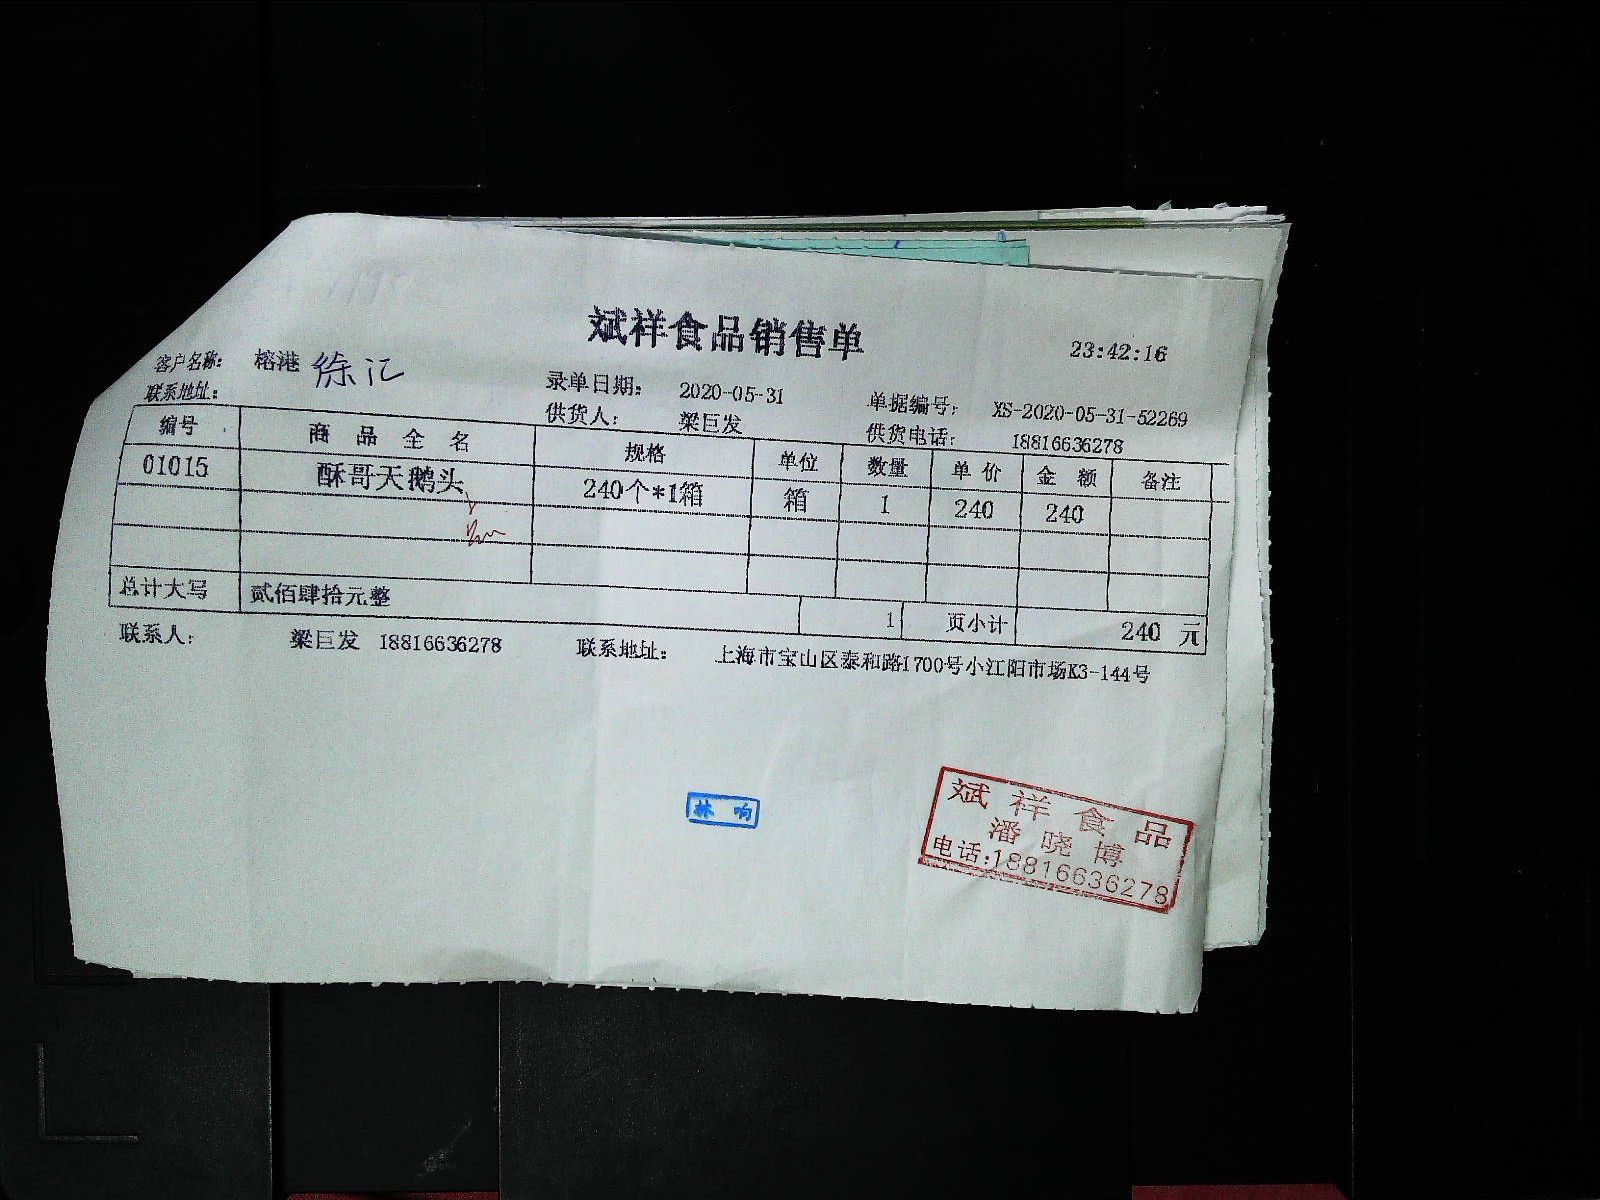 斌祥食品销售单
23:42:16
客户名称: 榕港 徐汇 录单日期: 2020-05-31 单据编号: XS-2020-05-31-52269
联系地址: 供货人: 梁巨发 供货电话: 18816636278
编号 商品全名 规格 单位 数量 单价 金额 备注
01015 酥哥天鹅头 240个*1箱 箱 1 240 240
总计大写 贰佰肆拾元整 1 页小计 240 元
联系人: 梁巨发 18816636278 联系地址: 上海市宝山区泰和路1700号小江阳市场K3-144号
林响
斌祥食品
潘晓博
电话:18816636278